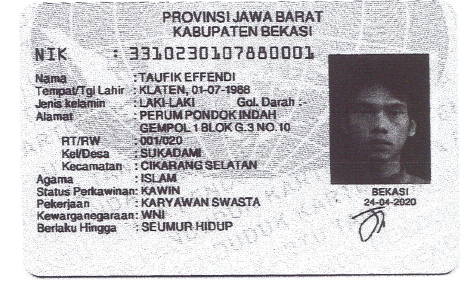 PROVINSI JAWA BARAT
KABUPATEN BEKASI
NIK : 3310230107880001
Nama : TAUFIK EFFENDI
Tempat/Tgl Lahir : KLATEN, 01-07-1988
Jenis kelamin : LAKI-LAKI Gol. Darah :-
Alamat : PERUM PONDOK INDAH
GEMPOL 1 BLOK G.3 NO.10
RT/RW : 001/020
Kel/Desa : SUKADAMI
Kecamatan : CIKARANG SELATAN
Agama : ISLAM
Status Perkawinan: KAWIN
Pekerjaan : KARYAWAN SWASTA
Kewarganegaraan: WNI
Berlaku Hingga : SEUMUR HIDUP
BEKASI
24-04-2020